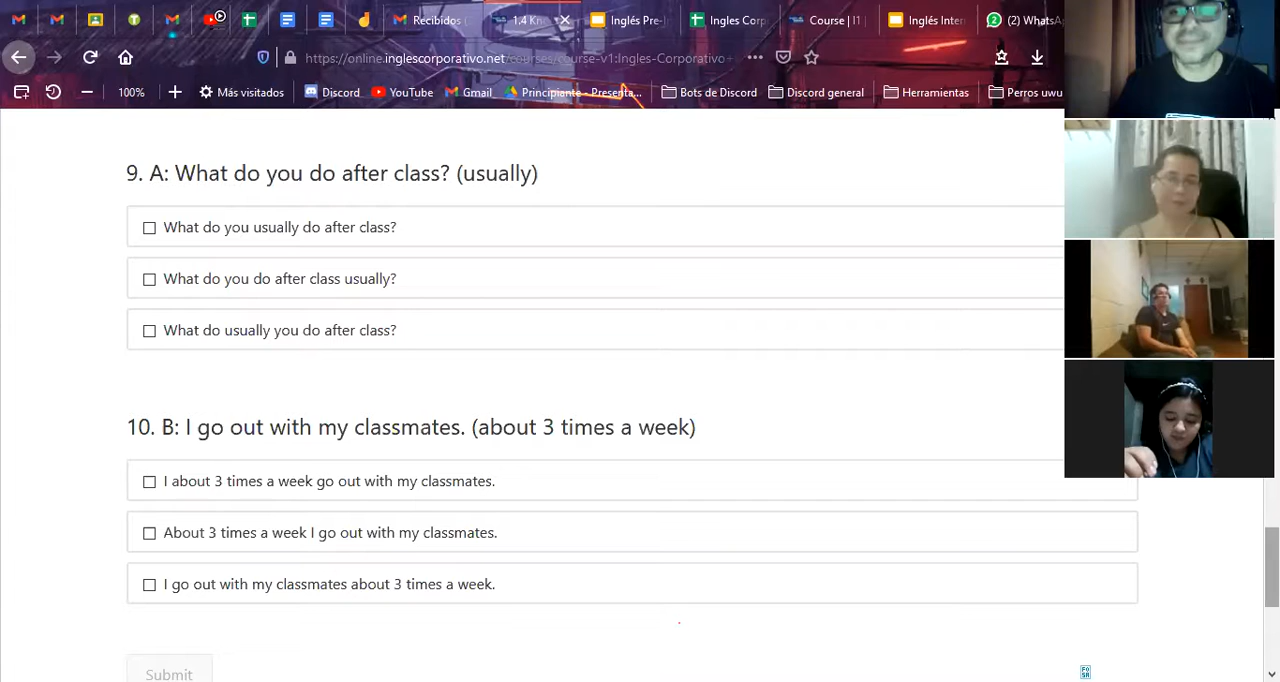 Recibidos (
1.4 Kno
Inglés Pre-I
Ingles Corp
Course | I1
Inglés Inter
(2) WhatsA
https://online.inglescorporativo.net/courses/course-v1:Ingles-Corporativo+
100%
Más visitados
Discord
YouTube
Gmail
Principiante - Presenta...
Bots de Discord
Discord general
Herramientas
Perros uwu
9. A: What do you do after class? (usually)
What do you usually do after class?
What do you do after class usually?
What do usually you do after class?
10. B: I go out with my classmates. (about 3 times a week)
I about 3 times a week go out with my classmates.
About 3 times a week I go out with my classmates.
I go out with my classmates about 3 times a week.
Submit